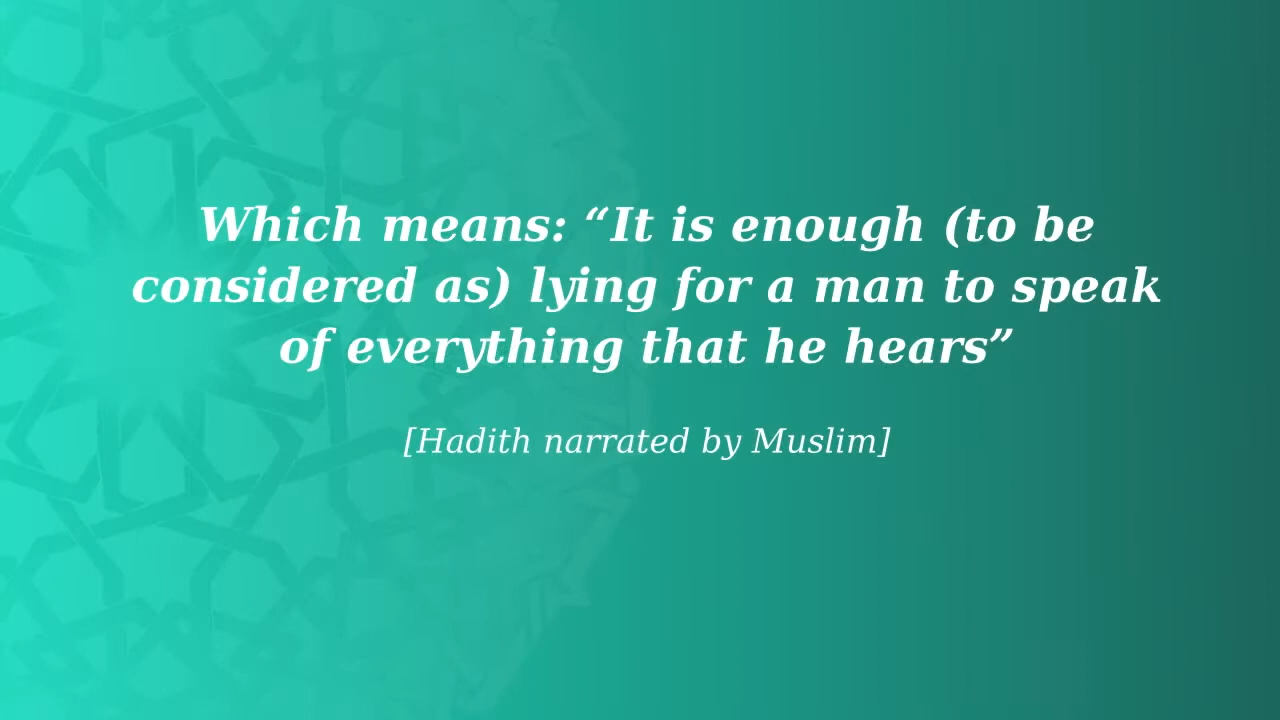 Which means: “It is enough (to be
considered as) lying for a man to speak
of everything that he hears”
[Hadith narrated by Muslim]